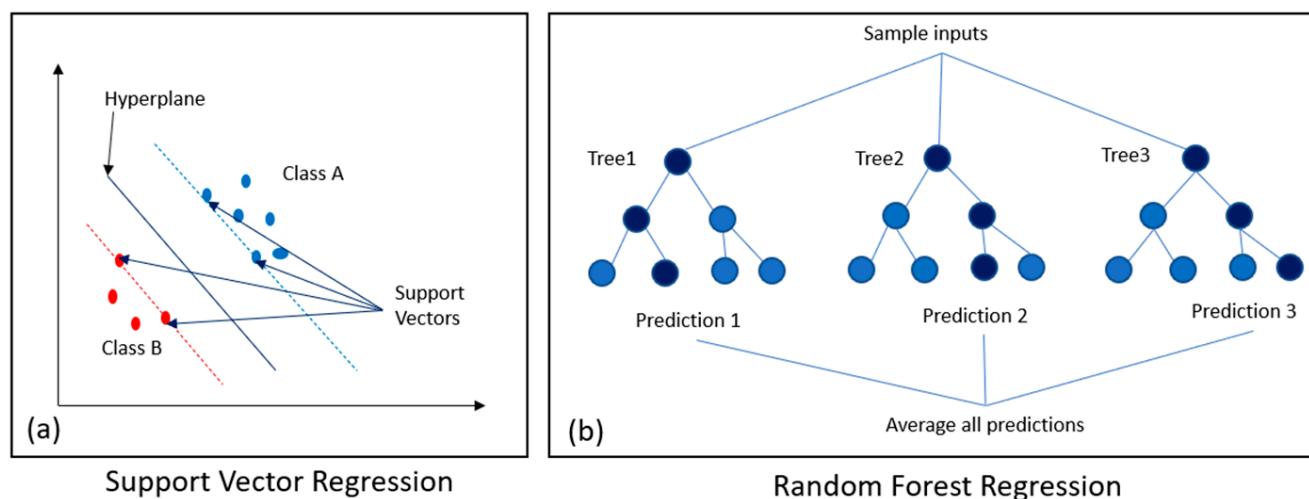 Hyperplane
Class A
Support
Vectors
Class B
(a)
Support Vector Regression
Sample inputs
Tree1
Tree2
Tree3
Prediction 1
Prediction 2
Prediction 3
Average all predictions
(b)
Random Forest Regression